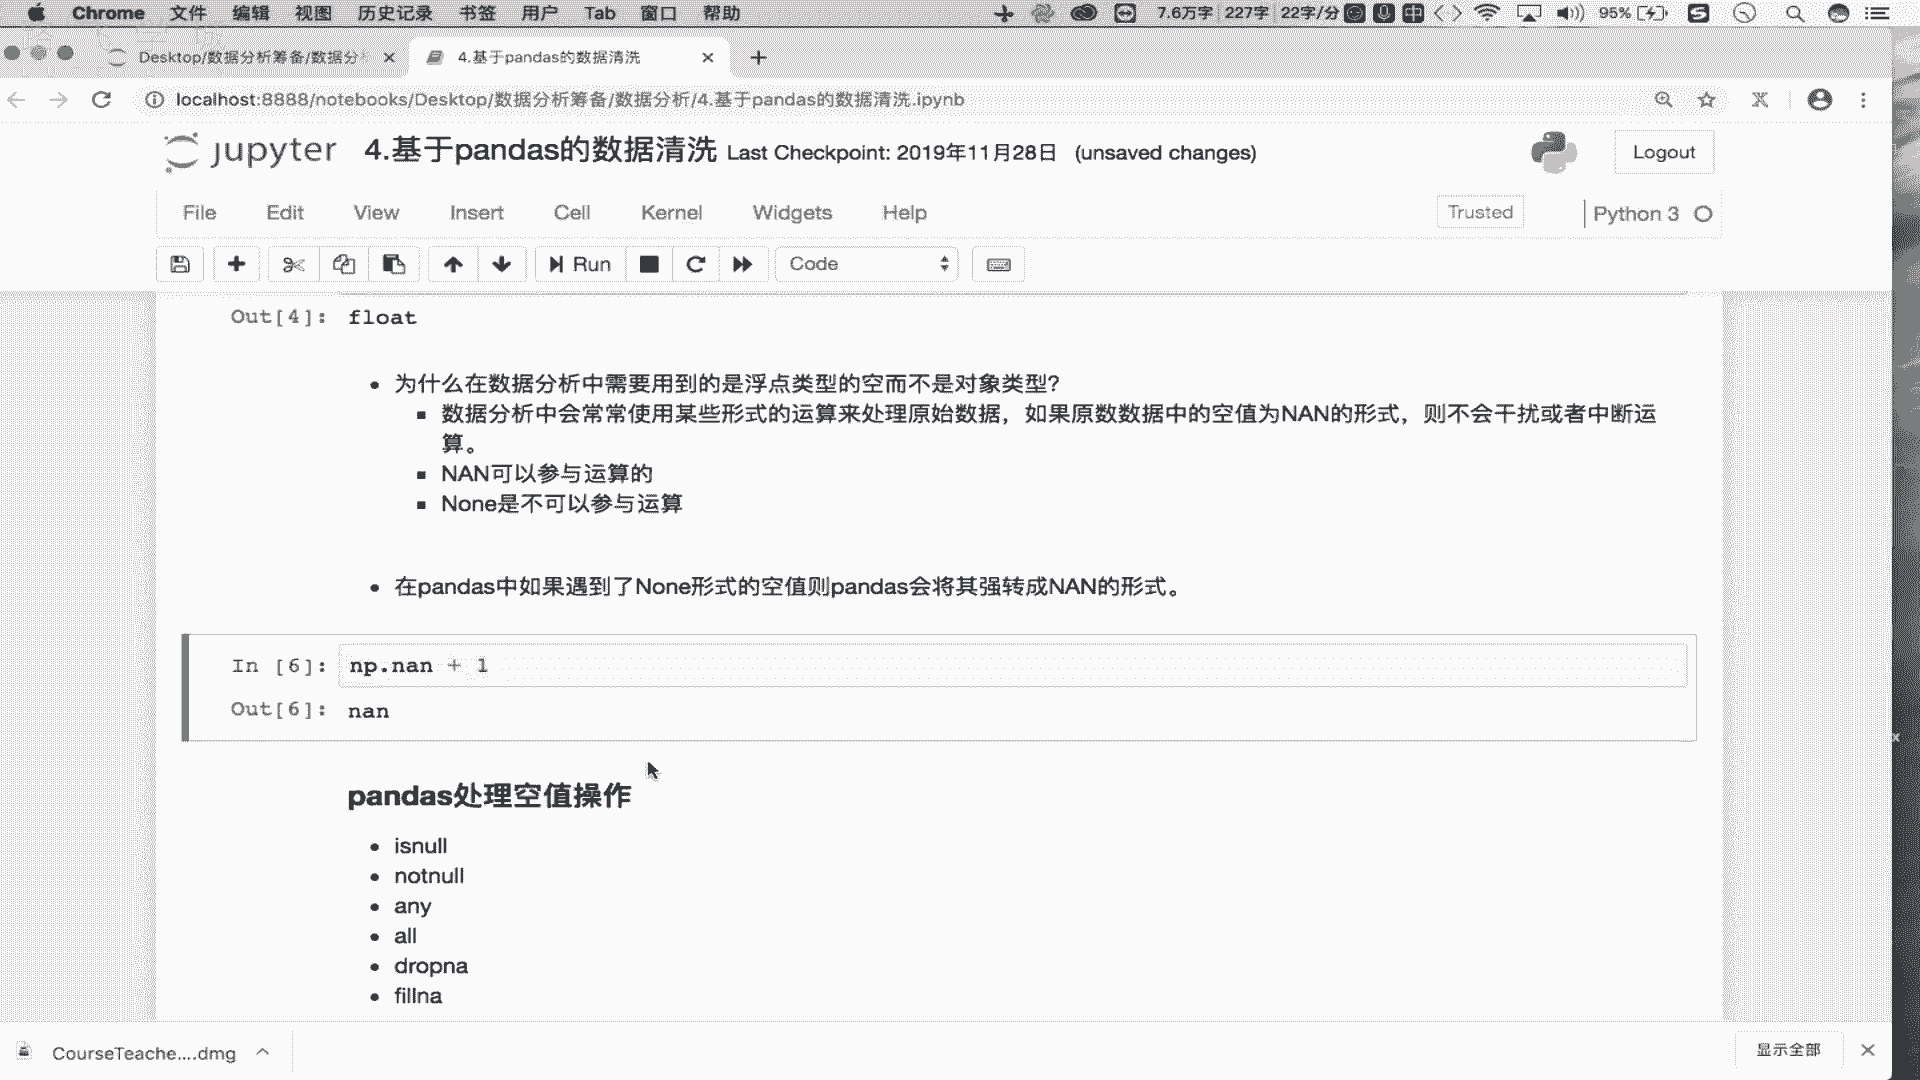 Chrome 文件 编辑 视图 历史记录 书签 用户 Tab 窗口 帮助 7.6万字 227字 22字/分 中 95%
Desktop/数据分析筹备/数据分 4.基于pandas的数据清洗
localhost:8888/notebooks/Desktop/数据分析筹备/数据分析/4.基于pandas的数据清洗.ipynb
jupyter 4.基于pandas的数据清洗 Last Checkpoint: 2019年11月28日 (unsaved changes) Logout
File Edit View Insert Cell Kernel Widgets Help Trusted Python 3
Run Code
Out[4]: float
为什么在数据分析中需要用到的是浮点类型的空而不是对象类型?
数据分析中会常常使用某些形式的运算来处理原始数据，如果原数数据中的空值为NAN的形式，则不会干扰或者中断运
算。
NAN可以参与运算的
None是不可以参与运算
在pandas中如果遇到了None形式的空值则pandas会将其强转成NAN的形式。
In [6]: np.nan + 1
Out[6]: nan
pandas处理空值操作
isnull
notnull
any
all
dropna
fillna
CourseTeache....dmg 显示全部